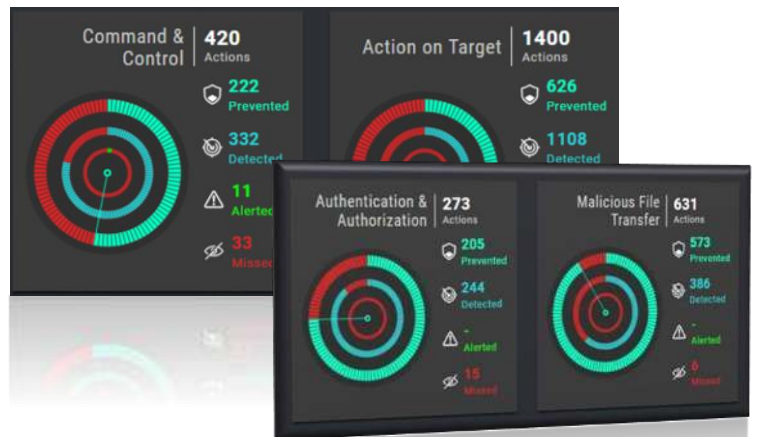 Command &
Control
420
Actions
222
Prevented
332
Detected
11
Alerted
33
Missed
Action on Target
1400
Actions
626
Prevented
1108
Detected
Authentication &
Authorization
273
Actions
205
Prevented
244
Detected
-
Alerted
15
Missed
Malicious File
Transfer
631
Actions
573
Prevented
386
Detected
-
Alerted
6
Missed